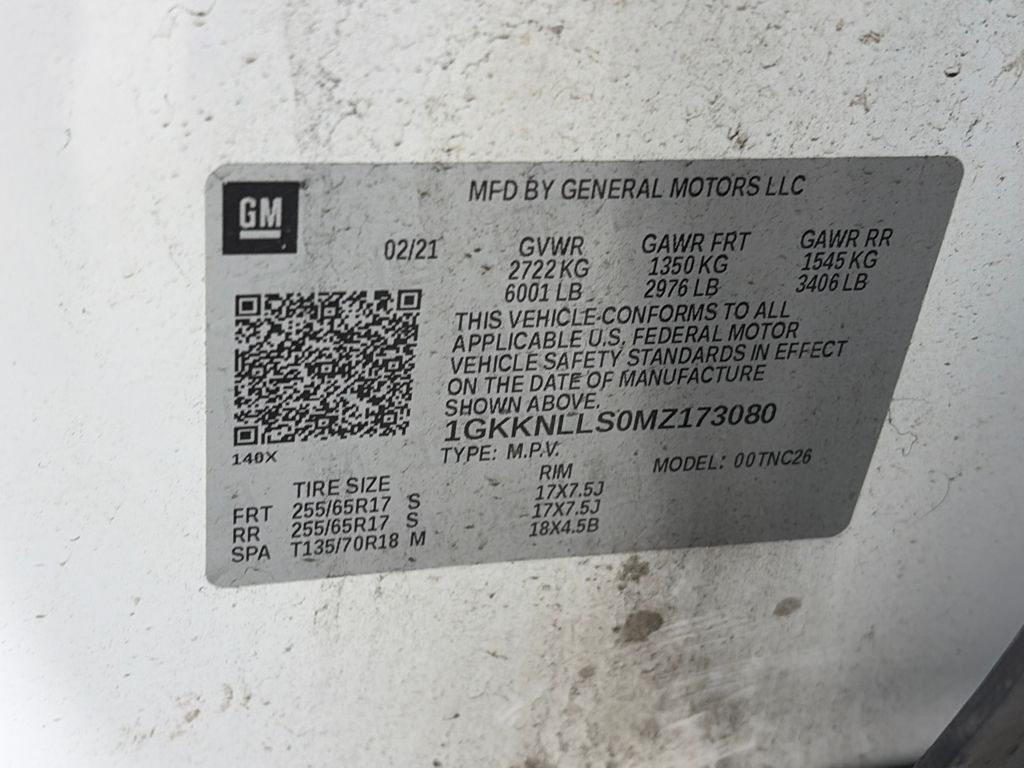 GM
MFD BY GENERAL MOTORS LLC
02/21 GVWR GAWR FRT GAWR RR
2722 KG 1350 KG 1545 KG
6001 LB 2976 LB 3406 LB
THIS VEHICLE CONFORMS TO ALL
APPLICABLE U.S. FEDERAL MOTOR
VEHICLE SAFETY STANDARDS IN EFFECT
ON THE DATE OF MANUFACTURE
SHOWN ABOVE.
1GKKNLLS0MZ173080
140X
TYPE: M.P.V. MODEL: 00TNC26
TIRE SIZE RIM
FRT 255/65R17 S 17X7.5J
RR 255/65R17 S 17X7.5J
SPA T135/70R18 M 18X4.5B